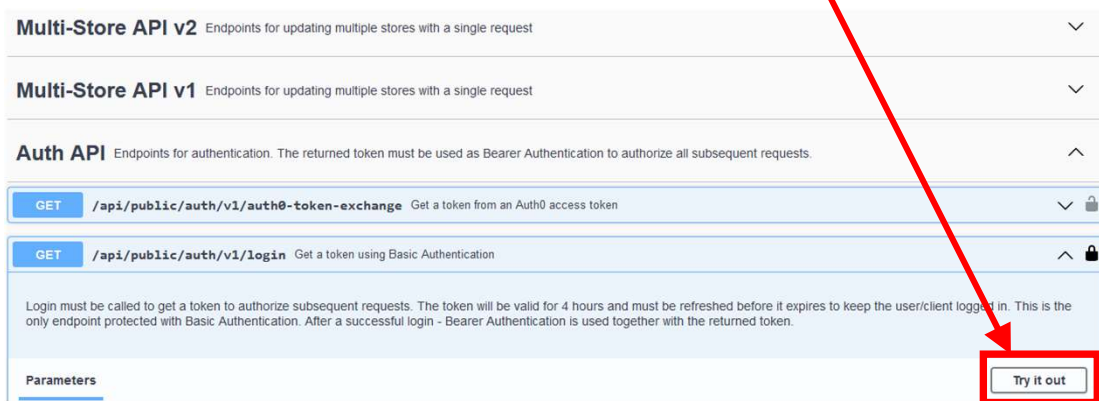 Multi-Store API v2 Endpoints for updating multiple stores with a single request
Multi-Store API v1 Endpoints for updating multiple stores with a single request
Auth API Endpoints for authentication. The returned token must be used as Bearer Authentication to authorize all subsequent requests.
GET /api/public/auth/v1/auth0-token-exchange Get a token from an Auth0 access token
GET /api/public/auth/v1/login Get a token using Basic Authentication
Login must be called to get a token to authorize subsequent requests. The token will be valid for 4 hours and must be refreshed before it expires to keep the user/client logged in. This is the
only endpoint protected with Basic Authentication. After a successful login - Bearer Authentication is used together with the returned token.
Parameters
Try it out